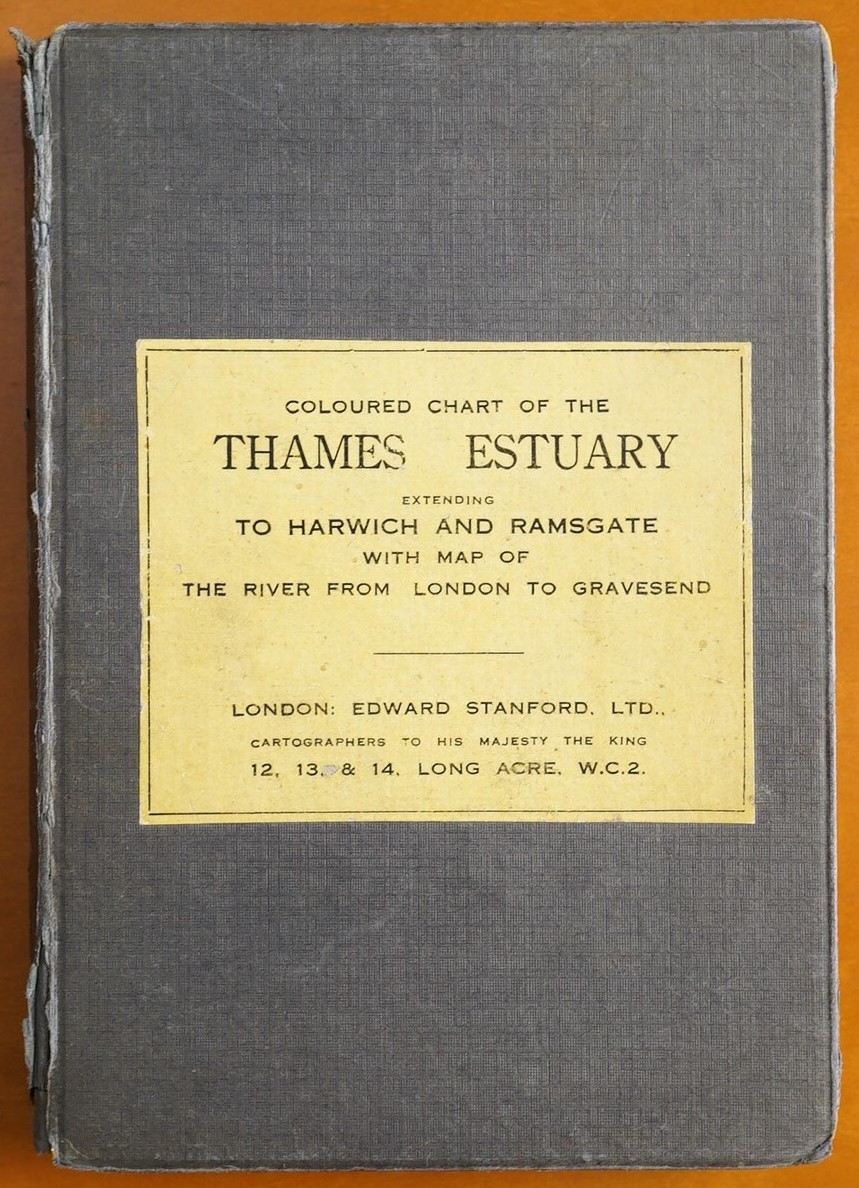 COLOURED CHART OF THE
THAMES ESTUARY
EXTENDING
TO HARWICH AND RAMSGATE
WITH MAP OF
THE RIVER FROM LONDON TO GRAVESEND
LONDON: EDWARD STANFORD, LTD.,
CARTOGRAPHERS TO HIS MAJESTY THE KING
12, 13, & 14, LONG ACRE, W.C.2.